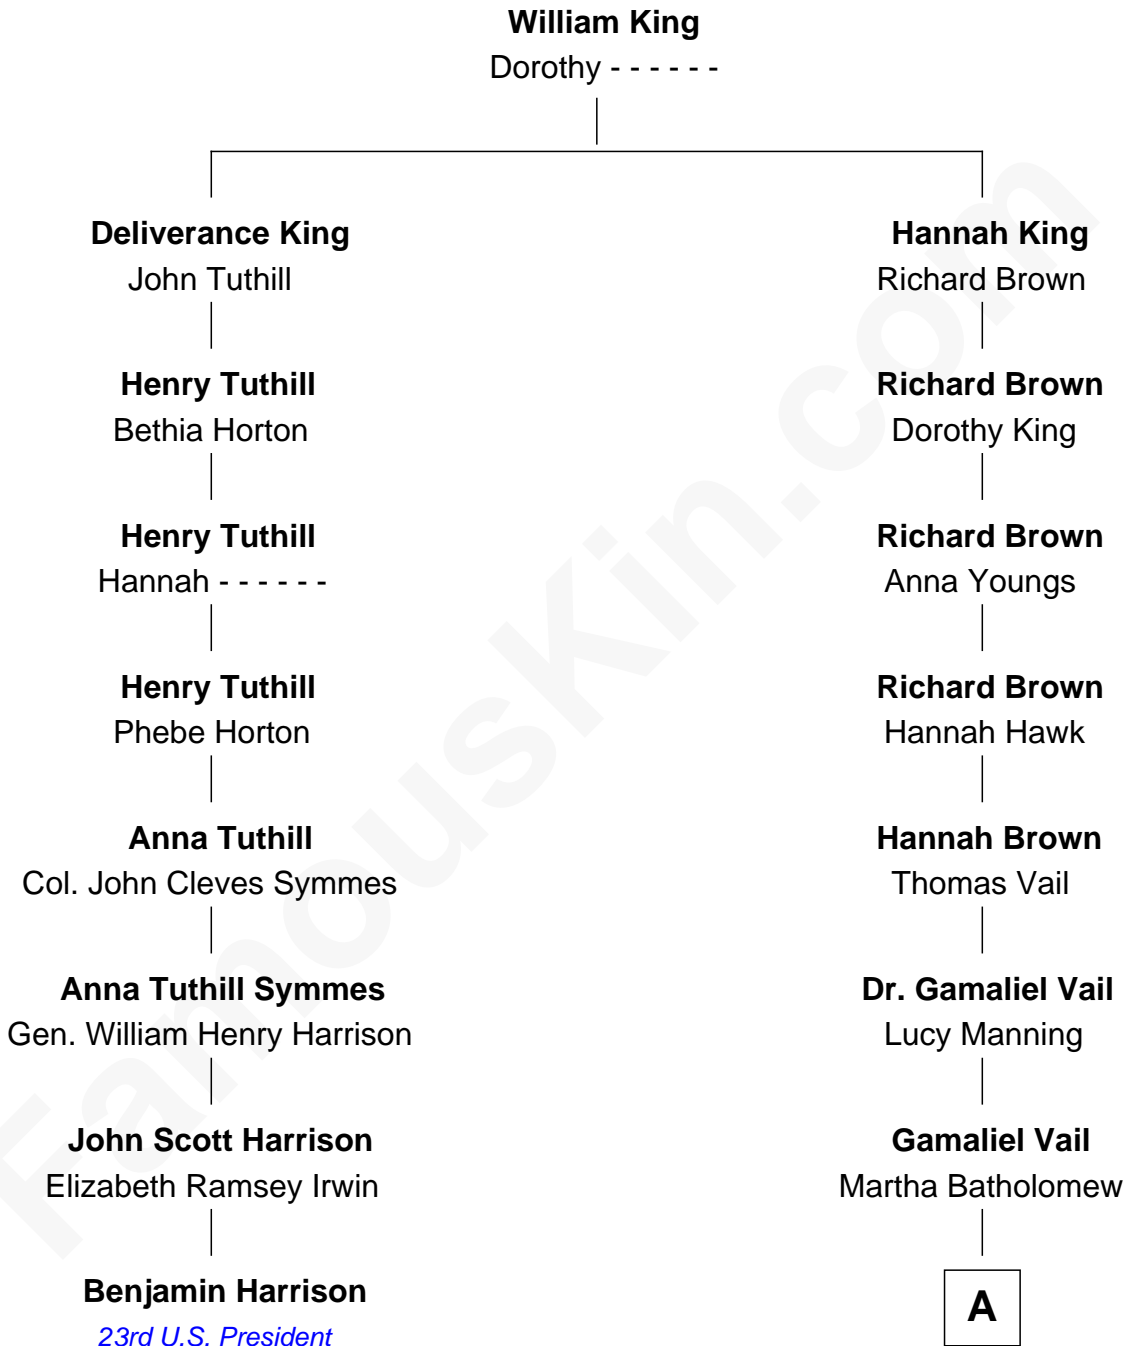 William King
Dorothy - - - - - -
Deliverance King
John Tuthill
Hannah King
Richard Brown
Henry Tuthill
Bethia Horton
Richard Brown
Dorothy King
Henry Tuthill
Hannah - - - - - -
Richard Brown
Anna Youngs
Henry Tuthill
Phebe Horton
Richard Brown
Hannah Hawk
Anna Tuthill
Col. John Cleves Symmes
Hannah Brown
Thomas Vail
Anna Tuthill Symmes
Gen. William Henry Harrison
Dr. Gamaliel Vail
Lucy Manning
John Scott Harrison
Elizabeth Ramsey Irwin
Gamaliel Vail
Martha Batholomew
Benjamin Harrison
23rd U.S. President
A
FamousKin.com